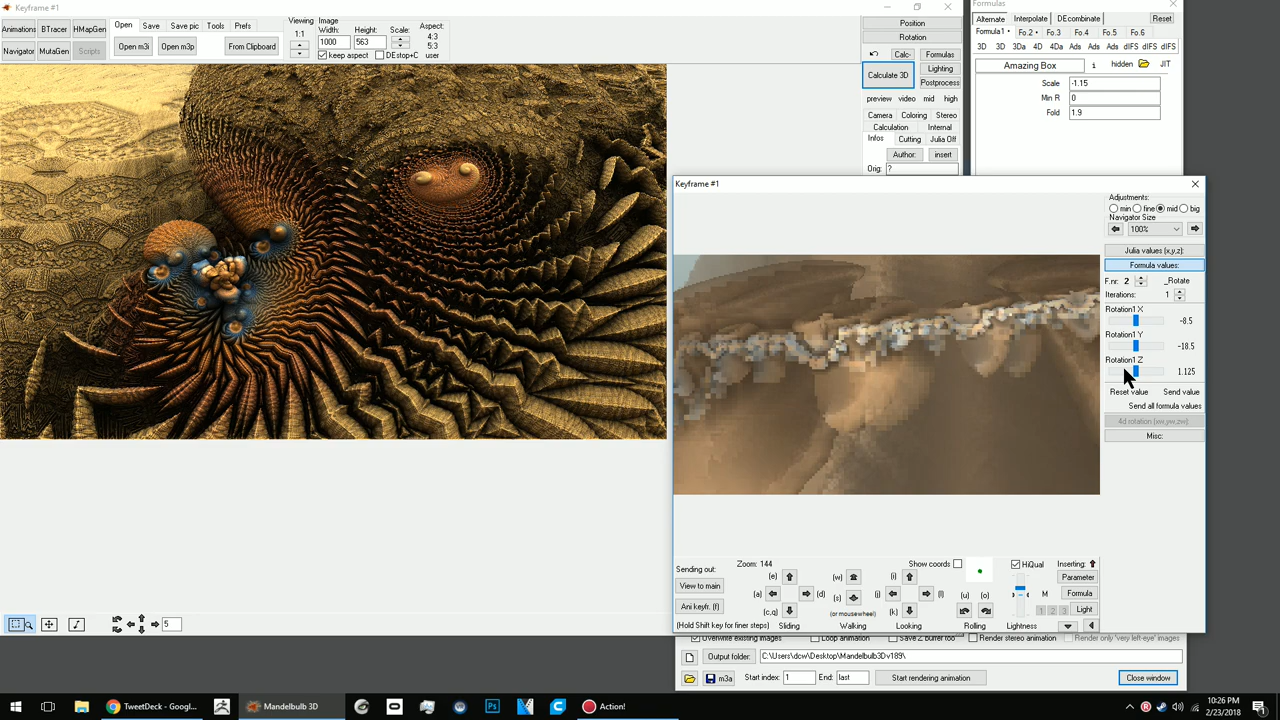 Keyframe #1
Animations BTracer HMapGen
Navigator MutaGen Scripts
Open Save Save pic Tools Prefs
Open m3i Open m3p From Clipboard
Viewing
1:1
Image
Width: Height: Scale:
1000 563
keep aspect DEstop+C
Aspect:
4:3
5:3
user
Position
Rotation
Calc- Formulas
Calculate 3D Lighting
Postprocess
preview video mid high
Camera Coloring Stereo
Calculation Internal
Infos Cutting Julia Off
Author: insert
Orig: ?
Formulas
Alternate Interpolate DEcombinate Reset
Formula1 • Fo.2 • Fo.3 Fo.4 Fo.5 Fo.6
3D 3D 3Da 4D 4Da Ads Ads dIFS dIFS dIFS
Amazing Box hidden JIT
Scale -1.15
Min R 0
Fold 1.9
Keyframe #1
Adjustments:
min fine mid big
Navigator Size
100%
Julia values (x,y,z):
Formula values:
F.nr: 2 _Rotate
Iterations: 1
Rotation1 X
-8.5
Rotation1 Y
-18.5
Rotation1 Z
1.125
Reset value Send value
Send all formula values
4d rotation (xw,yw,zw):
Misc:
Sending out:
View to main
Ani keyfr. (f)
(Hold Shift key for finer steps)
Zoom: 144
(e)
(a) (d)
(c,q)
Sliding
(w)
(s)
(or mousewheel)
Walking
Show coords
(i)
(j) (l)
(k)
Looking
(u) (o)
Rolling
HiQual
M
Lightness
Inserting:
Parameter
Formula
1 2 3 Light
5
Overwrite existing images Loop animation Save Z buffer too Render stereo animation Render only 'very left-eye' images
Output folder: C:\Users\dcw\Desktop\Mandelbulb3Dv189\
m3a Start index: 1 End: last Start rendering animation Close window
TweetDeck - Googl... Mandelbulb 3D Ps Action!
10:26 PM
2/23/2018